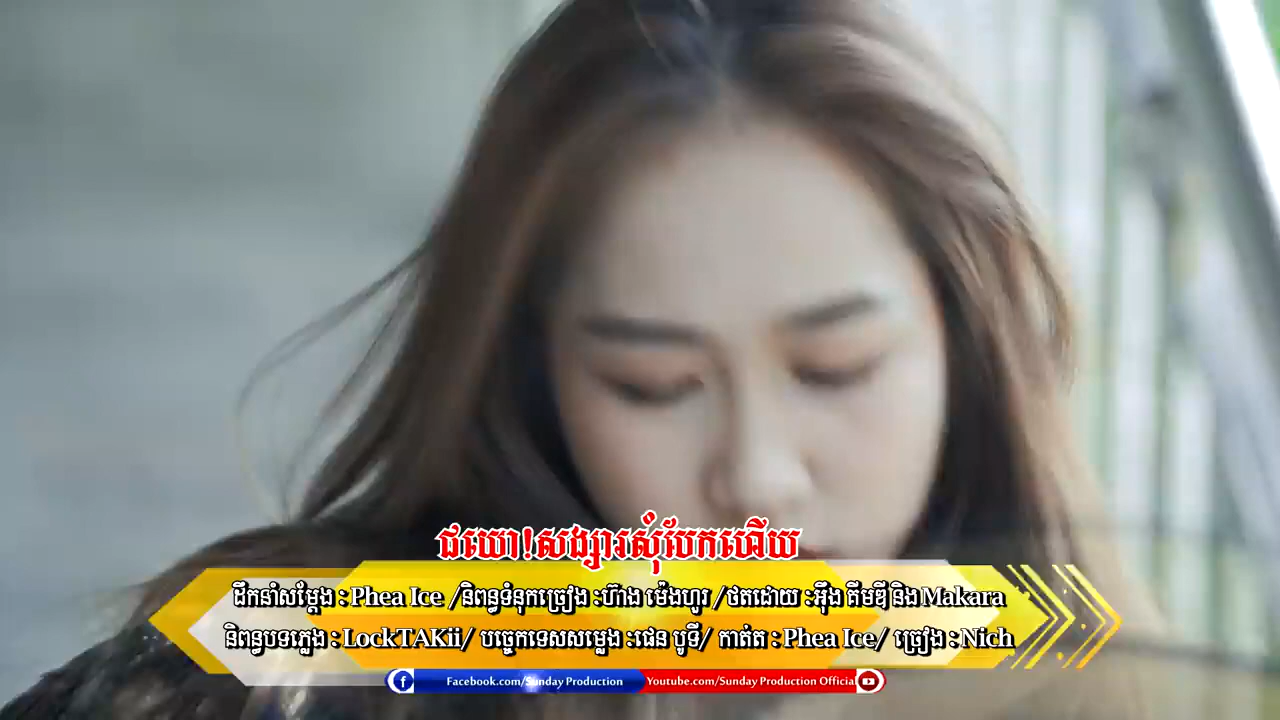 ជយោ!សង្សារសុំបែកហើយ
ដឹកនាំសម្តែង : Phea Ice /និពន្ធទំនុកច្រៀង : ហ៊ាង ម៉េងហួរ /ថតដោយ : អ៊ឹង គីមឌី និង Makara
និពន្ធបទភ្លេង : LockTAKii/ បច្ចេកទេសសម្លេង : ផេន បូទី/ កាត់ត : Phea Ice/ ច្រៀង : Nich
Facebook.com/Sunday Production Youtube.com/Sunday Production Official